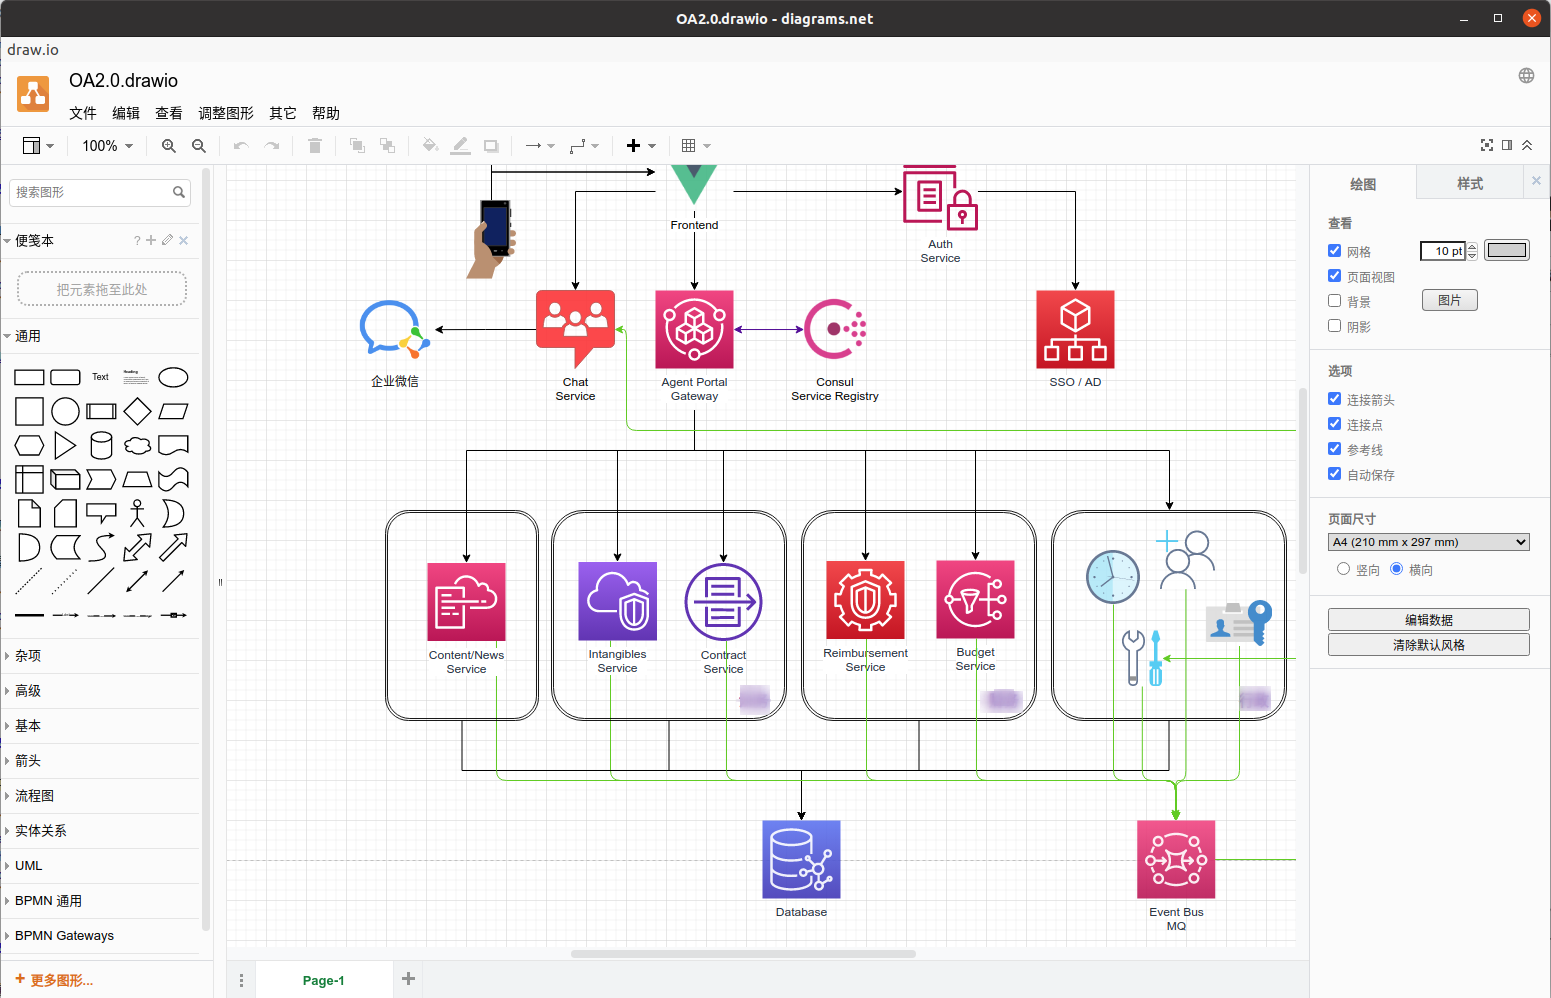 OA2.0.drawio - diagrams.net
draw.io
OA2.0.drawio
文件 编辑 查看 调整图形 其它 帮助
100%
搜索图形
便笺本
?
把元素拖至此处
通用
Text
Heading
杂项
高级
基本
箭头
流程图
实体关系
UML
BPMN 通用
BPMN Gateways
+ 更多图形...
Frontend
Auth
Service
企业微信
Chat
Service
Agent Portal
Gateway
Consul
Service Registry
SSO / AD
Content/News
Service
Intangibles
Service
Contract
Service
Reimbursement
Service
Budget
Service
Database
Event Bus
MQ
Page-1
绘图
样式
查看
网格
10 pt
页面视图
背景
图片
阴影
选项
连接箭头
连接点
参考线
自动保存
页面尺寸
A4 (210 mm x 297 mm)
竖向 横向
编辑数据
清除默认风格